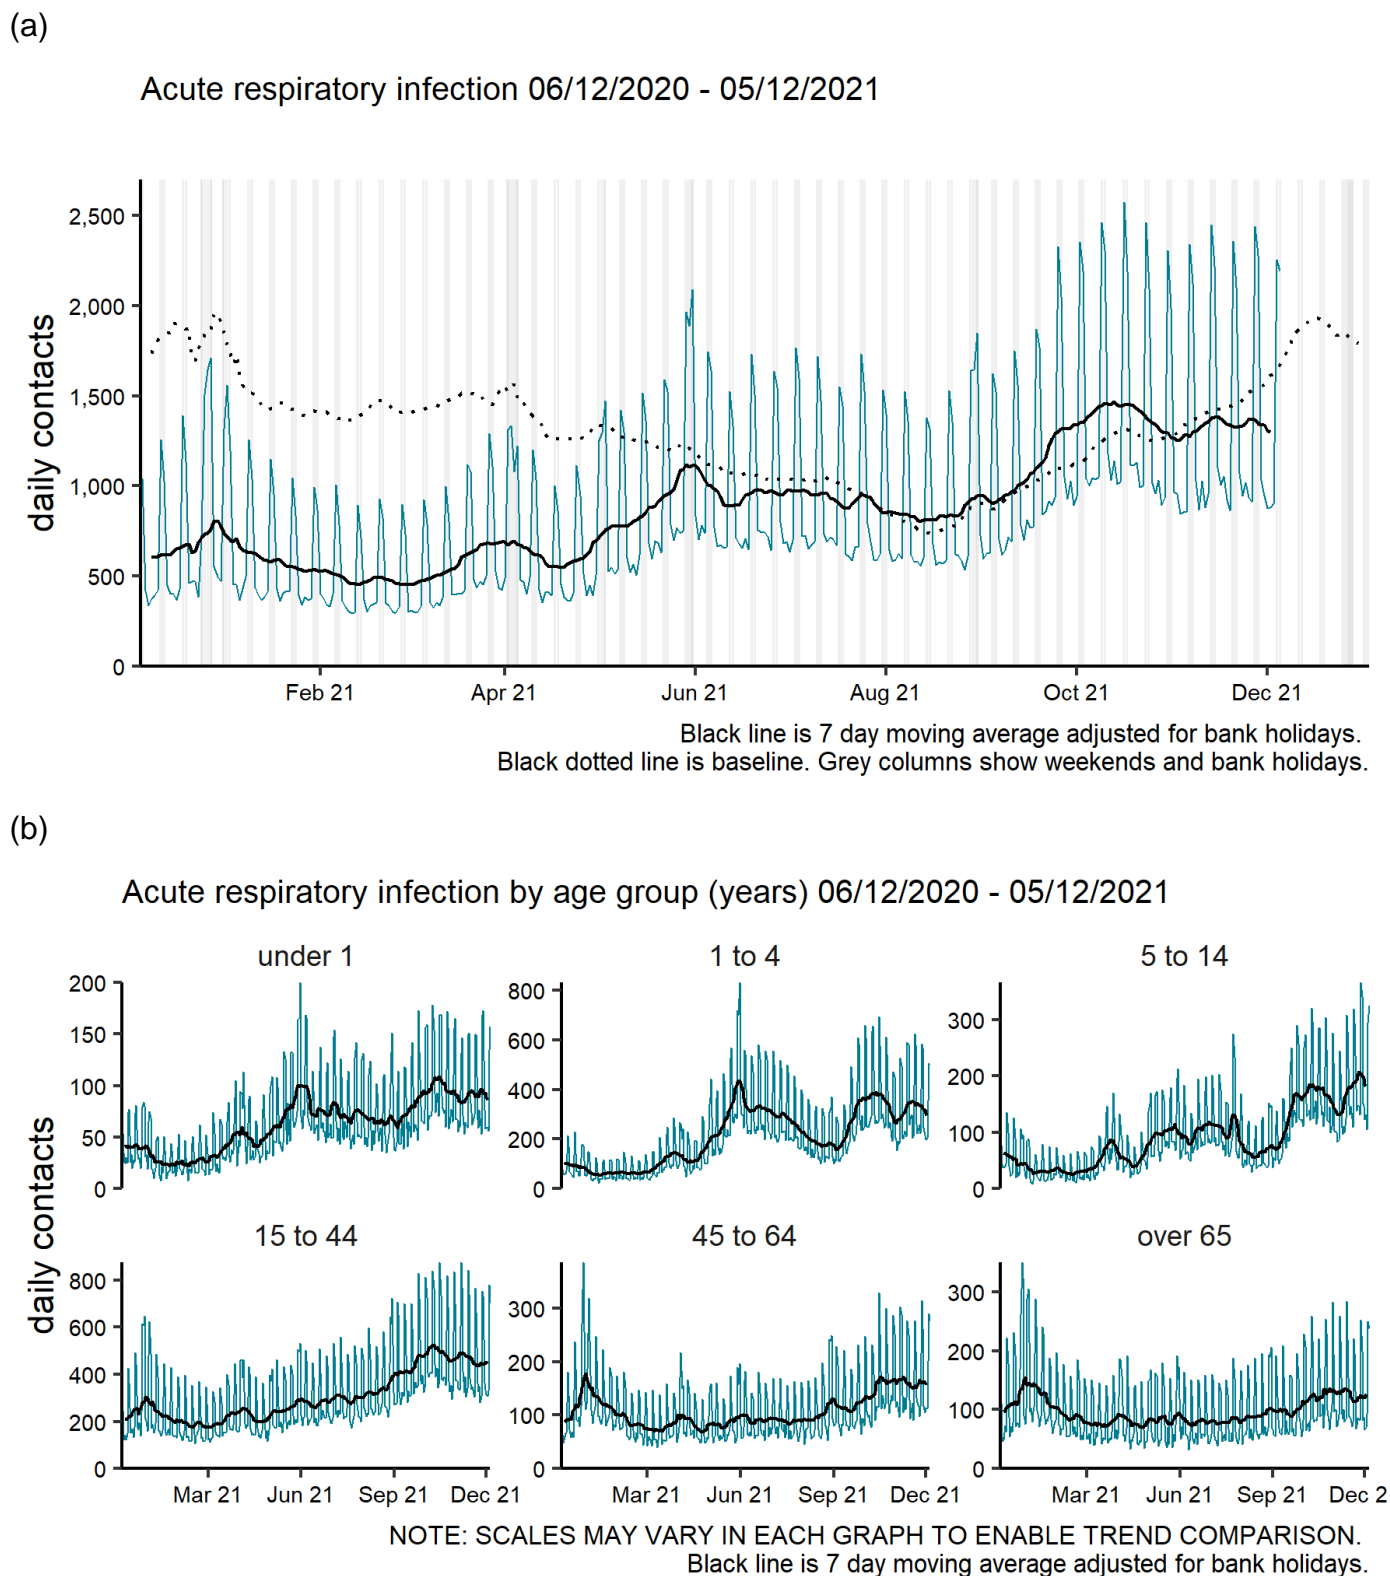 (a)
Acute respiratory infection 06/12/2020 - 05/12/2021
daily contacts
2,500
2,000
1,500
1,000
500
0
Feb 21 Apr 21 Jun 21 Aug 21 Oct 21 Dec 21
Black line is 7 day moving average adjusted for bank holidays.
Black dotted line is baseline. Grey columns show weekends and bank holidays.
(b)
Acute respiratory infection by age group (years) 06/12/2020 - 05/12/2021
daily contacts
under 1
200
150
100
50
0
1 to 4
800
600
400
200
0
5 to 14
300
200
100
0
15 to 44
800
600
400
200
0
Mar 21 Jun 21 Sep 21 Dec 21
45 to 64
300
200
100
0
Mar 21 Jun 21 Sep 21 Dec 21
over 65
300
200
100
0
Mar 21 Jun 21 Sep 21 Dec 2
NOTE: SCALES MAY VARY IN EACH GRAPH TO ENABLE TREND COMPARISON.
Black line is 7 day moving average adjusted for bank holidays.